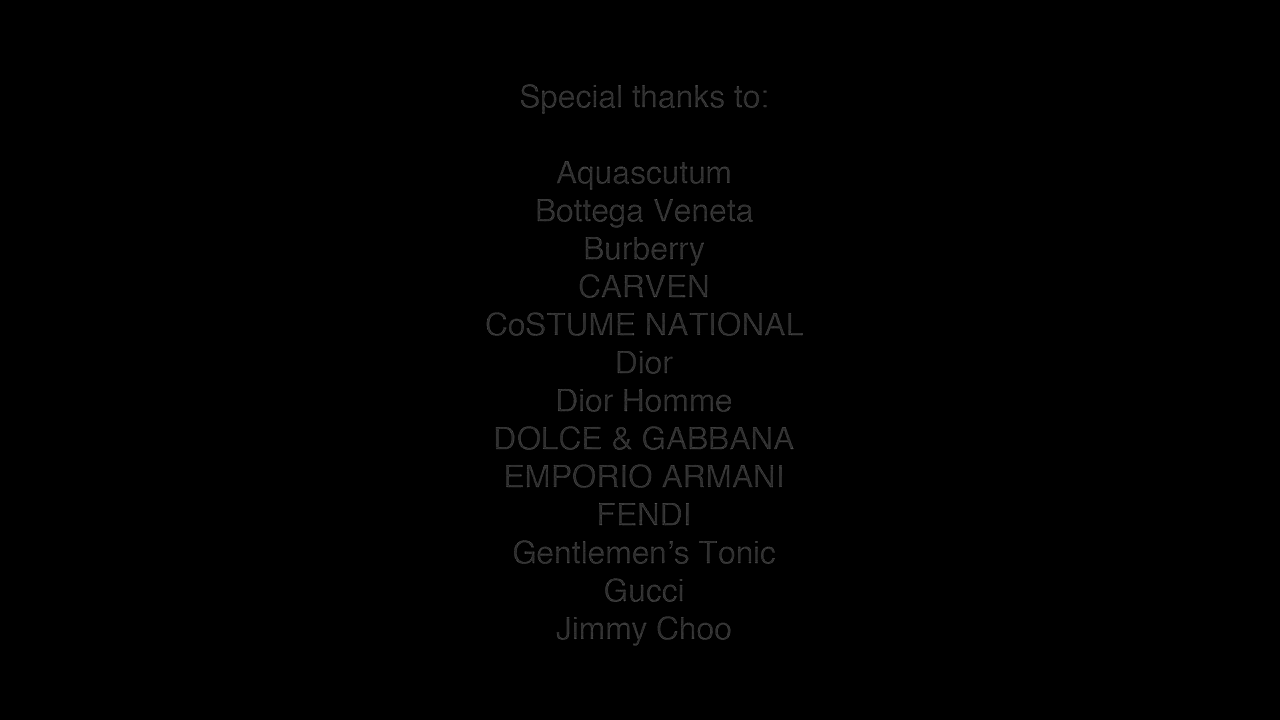 Special thanks to:
Aquascutum
Bottega Veneta
Burberry
CARVEN
CoSTUME NATIONAL
Dior
Dior Homme
DOLCE & GABBANA
EMPORIO ARMANI
FENDI
Gentlemen’s Tonic
Gucci
Jimmy Choo